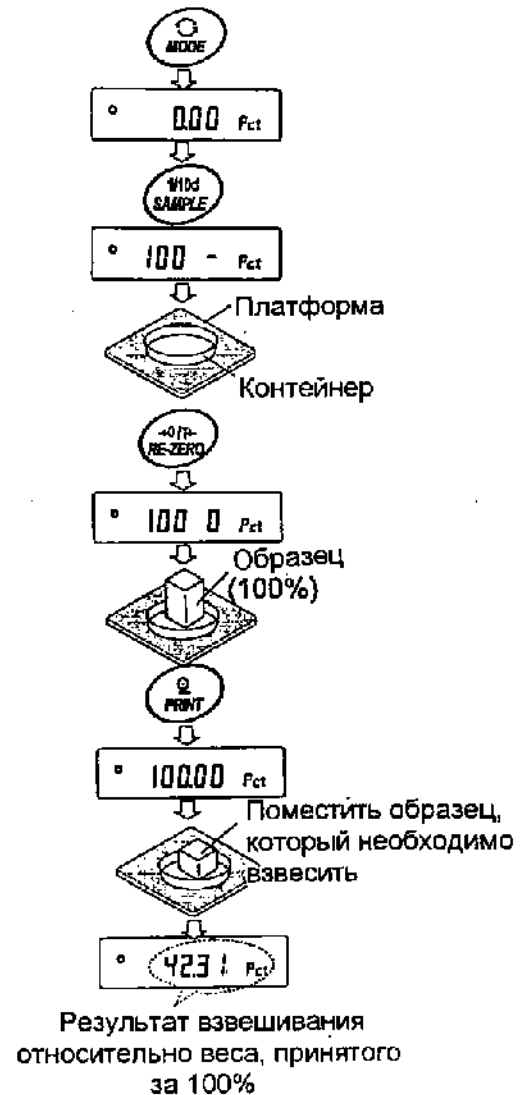 MODE
0.00 Pct
1/10d
SAMPLE
100 - Pct
Платформа
Контейнер
→0/T←
RE-ZERO
100 0 Pct
Образец
(100%)
PRINT
100.00 Pct
Поместить образец,
который необходимо
взвесить
42.31 Pct
Результат взвешивания
относительно веса, принятого
за 100%